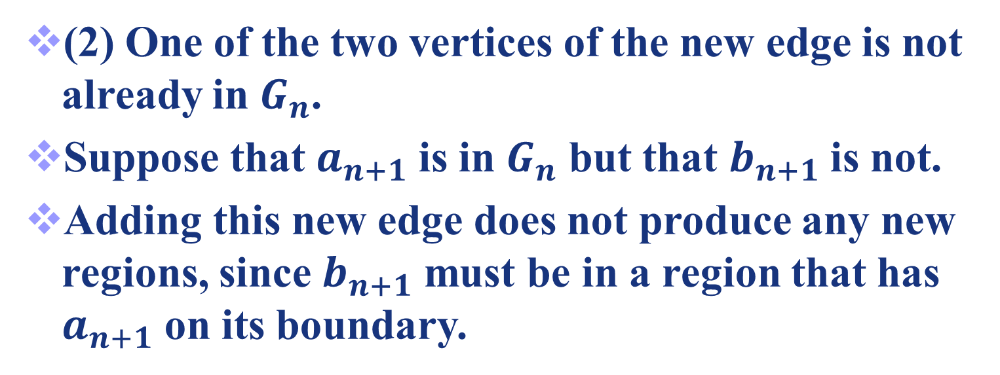 ❖(2) One of the two vertices of the new edge is not
already in $G_n$.
❖Suppose that $a_{n+1}$ is in $G_n$ but that $b_{n+1}$ is not.
❖Adding this new edge does not produce any new
regions, since $b_{n+1}$ must be in a region that has
$a_{n+1}$ on its boundary.